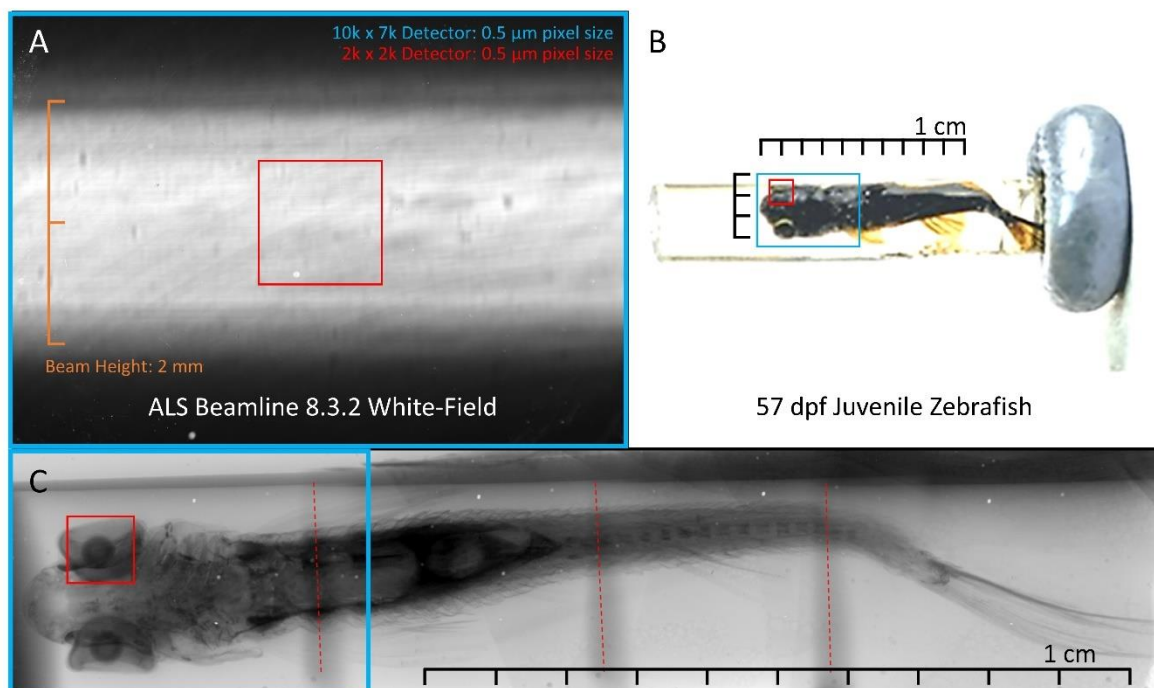 A
10k x 7k Detector: 0.5 µm pixel size
2k x 2k Detector: 0.5 µm pixel size
Beam Height: 2 mm
ALS Beamline 8.3.2 White-Field
B
1 cm
57 dpf Juvenile Zebrafish
C
1 cm